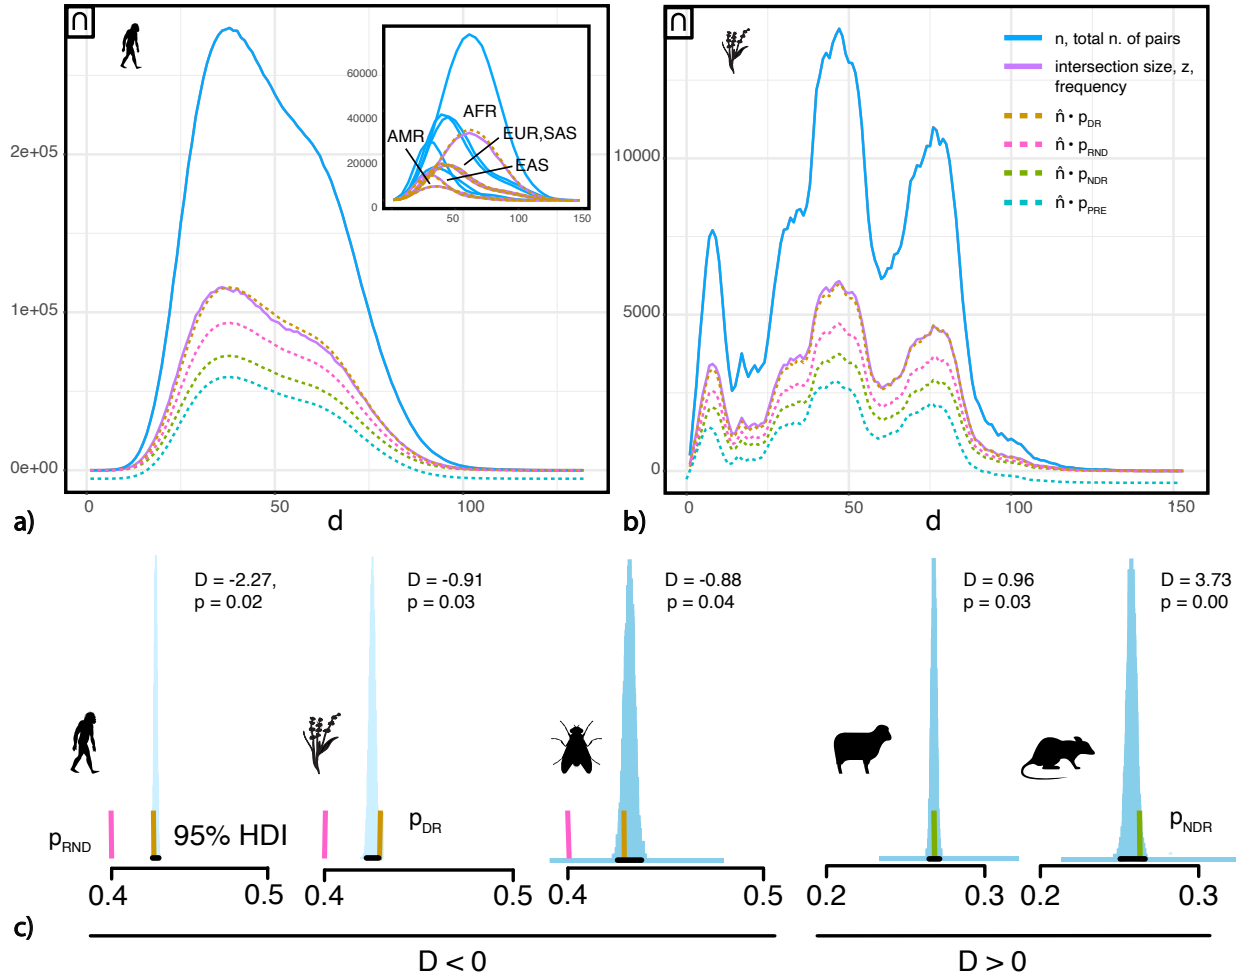 ∩
2e+05
1e+05
0e+00
0
50
100
d
a)
60000
40000
20000
0
50
100
150
AFR
AMR
EUR,SAS
EAS
∩
10000
5000
0
0
50
100
150
d
b)
n, total n. of pairs
intersection size, z,
frequency
n̂ • pDR
n̂ • pRND
n̂ • pNDR
n̂ • pPRE
D = -2.27,
p = 0.02
D = -0.91
p = 0.03
D = -0.88
p = 0.04
D = 0.96
p = 0.03
D = 3.73
p = 0.00
pRND
95% HDI
pDR
pNDR
0.4
0.5
0.4
0.5
0.4
0.5
0.2
0.3
0.2
0.3
c)
D < 0
D > 0